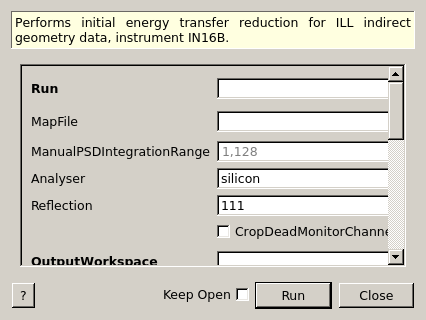 Performs initial energy transfer reduction for ILL indirect
geometry data, instrument IN16B.
Run
MapFile
ManualPSDIntegrationRange 1,128
Analyser silicon
Reflection 111
CropDeadMonitorChanne
OutputWorkspace
? Keep Open Run Close